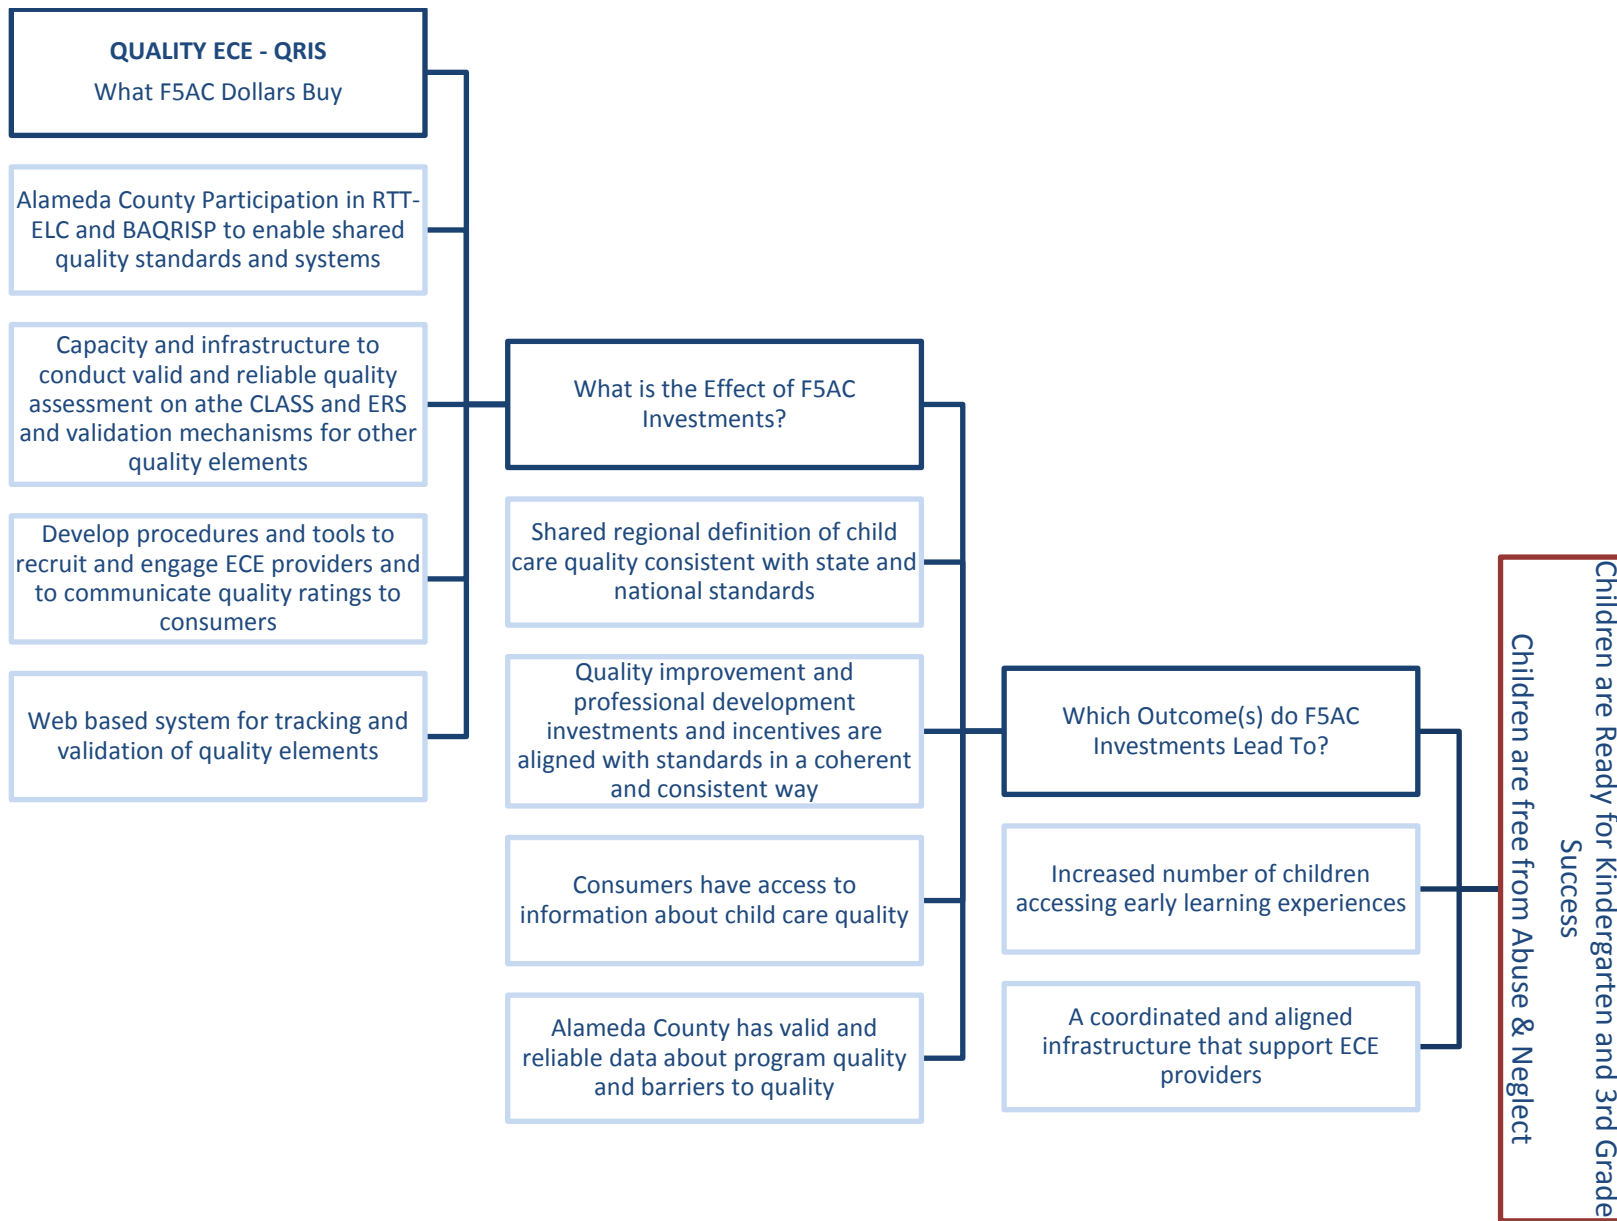 QUALITY ECE - QRIS
What F5AC Dollars Buy
Alameda County Participation in RTT-
ELC and BAQRISP to enable shared
quality standards and systems
Capacity and infrastructure to
conduct valid and reliable quality
assessment on athe CLASS and ERS
and validation mechanisms for other
quality elements
Develop procedures and tools to
recruit and engage ECE providers and
to communicate quality ratings to
consumers
Web based system for tracking and
validation of quality elements
What is the Effect of F5AC
Investments?
Shared regional definition of child
care quality consistent with state and
national standards
Quality improvement and
professional development
investments and incentives are
aligned with standards in a coherent
and consistent way
Consumers have access to
information about child care quality
Alameda County has valid and
reliable data about program quality
and barriers to quality
Which Outcome(s) do F5AC
Investments Lead To?
Increased number of children
accessing early learning experiences
A coordinated and aligned
infrastructure that support ECE
providers
Children are Ready for Kindergarten and 3rd Grade
Success
Children are free from Abuse & Neglect